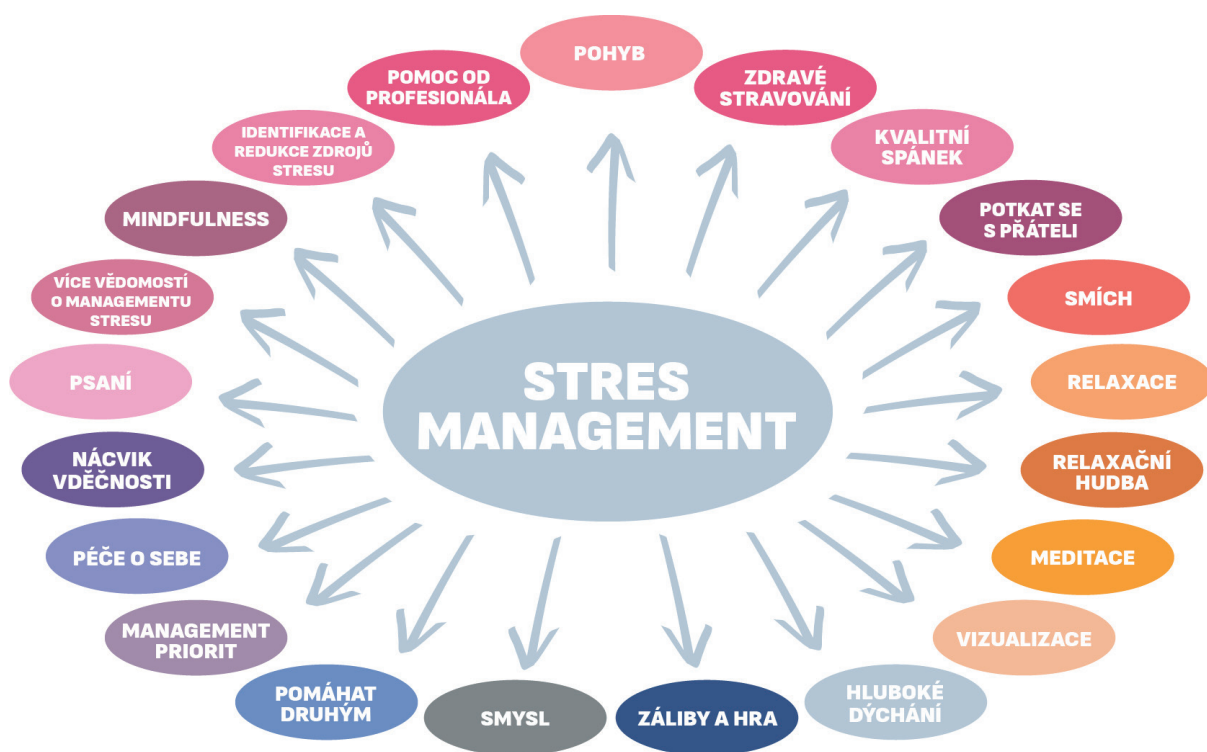 POHYB
ZDRAVÉ
STRAVOVÁNÍ
KVALITNÍ
SPÁNEK
POTKAT SE
S PŘÁTELI
SMÍCH
RELAXACE
RELAXAČNÍ
HUDBA
MEDITACE
VIZUALIZACE
HLUBOKÉ
DÝCHÁNÍ
ZÁLIBY A HRA
SMYSL
POMÁHAT
DRUHÝM
MANAGEMENT
PRIORIT
PÉČE O SEBE
NÁCVIK
VDĚČNOSTI
PSANÍ
VÍCE VĚDOMOSTÍ
O MANAGEMENTU
STRESU
MINDFULNESS
IDENTIFIKACE A
REDUKCE ZDROJŮ
STRESU
POMOC OD
PROFESIONÁLA
STRES
MANAGEMENT